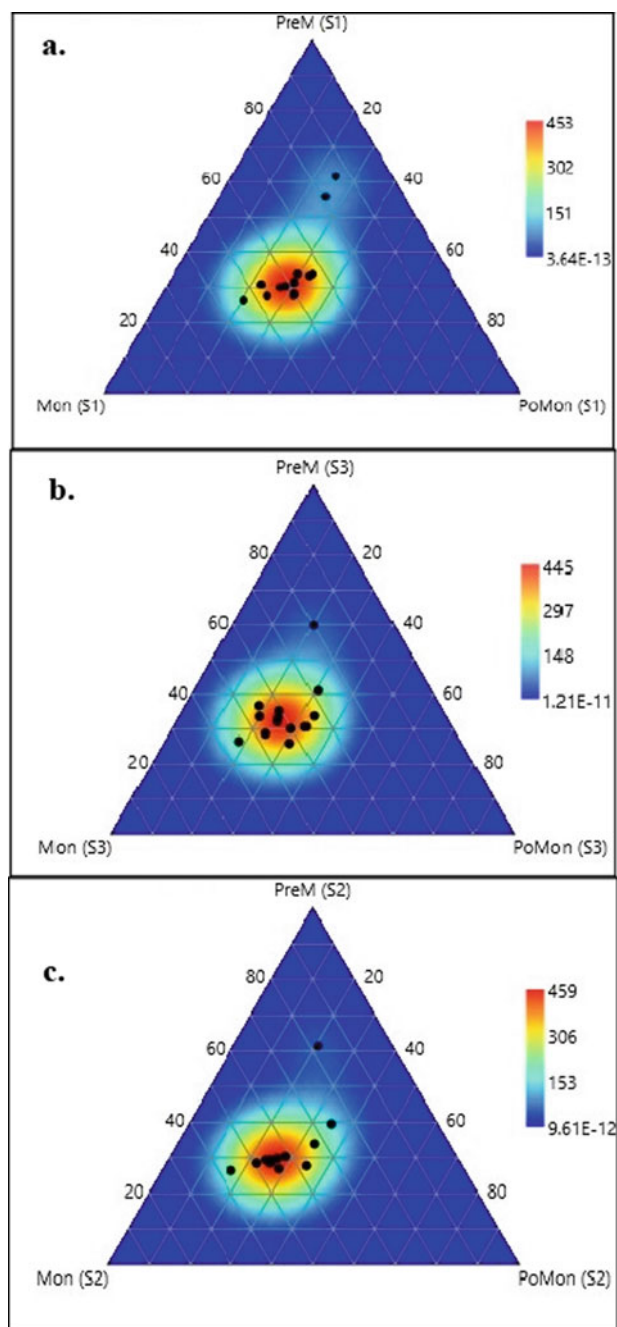 a.
PreM (S1)
80 20
60 40
40 60
20 80
Mon (S1) PoMon (S1)
453
302
151
3.64E-13
b.
PreM (S3)
80 20
60 40
40 60
20 80
Mon (S3) PoMon (S3)
445
297
148
1.21E-11
c.
PreM (S2)
80 20
60 40
40 60
20 80
Mon (S2) PoMon (S2)
459
306
153
9.61E-12